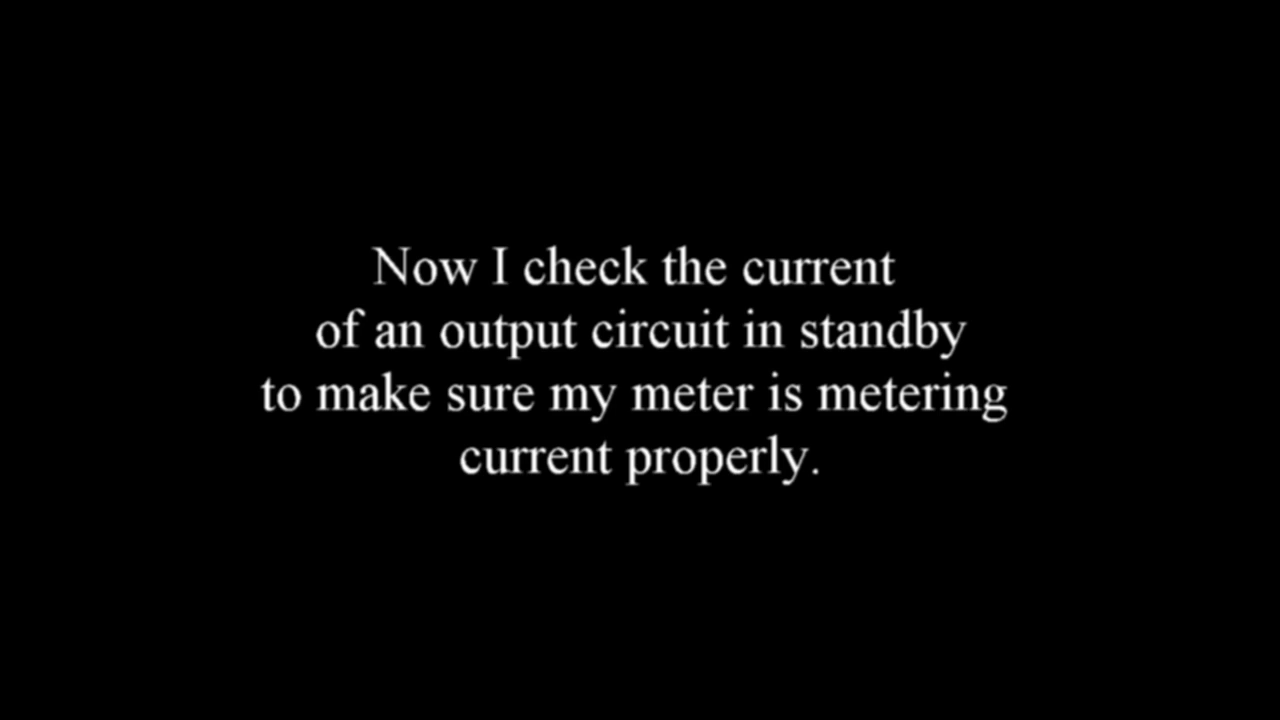 Now I check the current
of an output circuit in standby
to make sure my meter is metering
current properly.